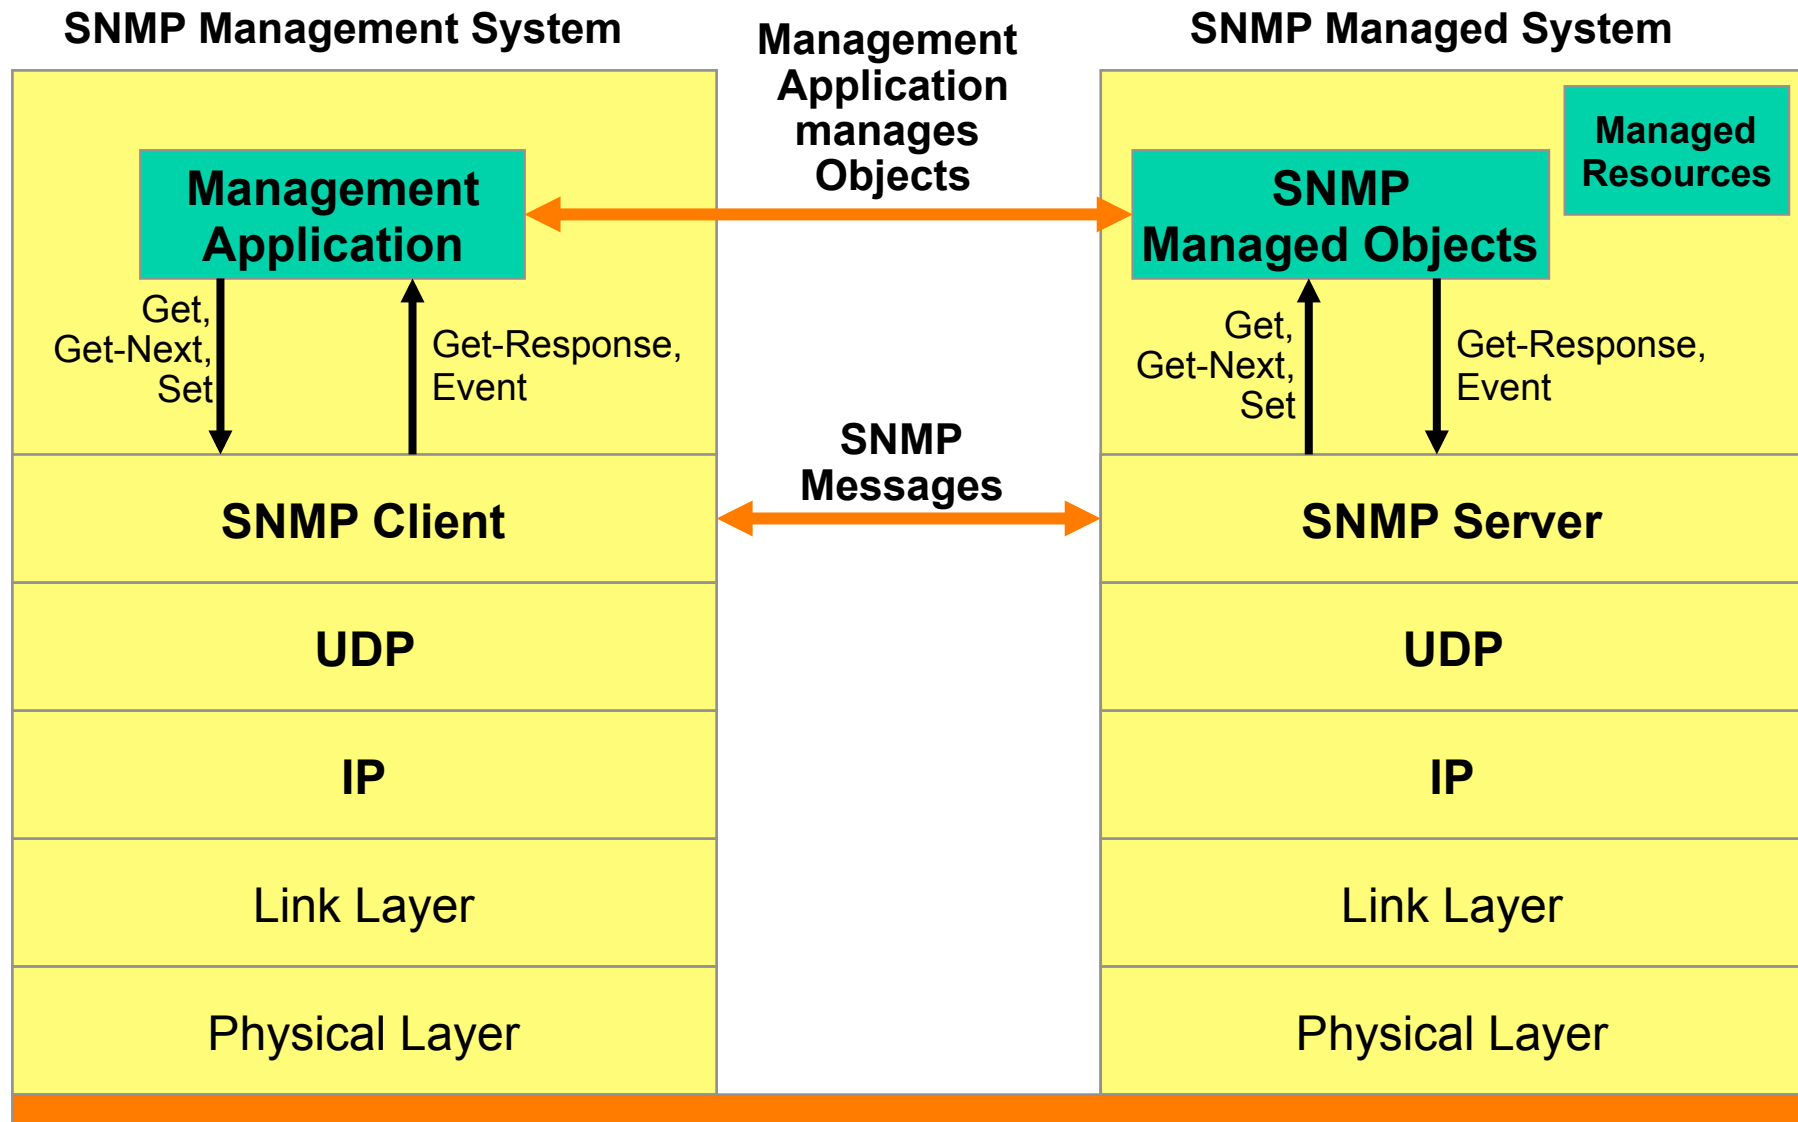 SNMP Management System
Management
Application
manages
Objects
SNMP Managed System
Management
Application
SNMP
Managed Objects
Managed
Resources
Get,
Get-Next,
Set
Get-Response,
Event
Get,
Get-Next,
Set
Get-Response,
Event
SNMP
Messages
SNMP Client
SNMP Server
UDP
UDP
IP
IP
Link Layer
Link Layer
Physical Layer
Physical Layer